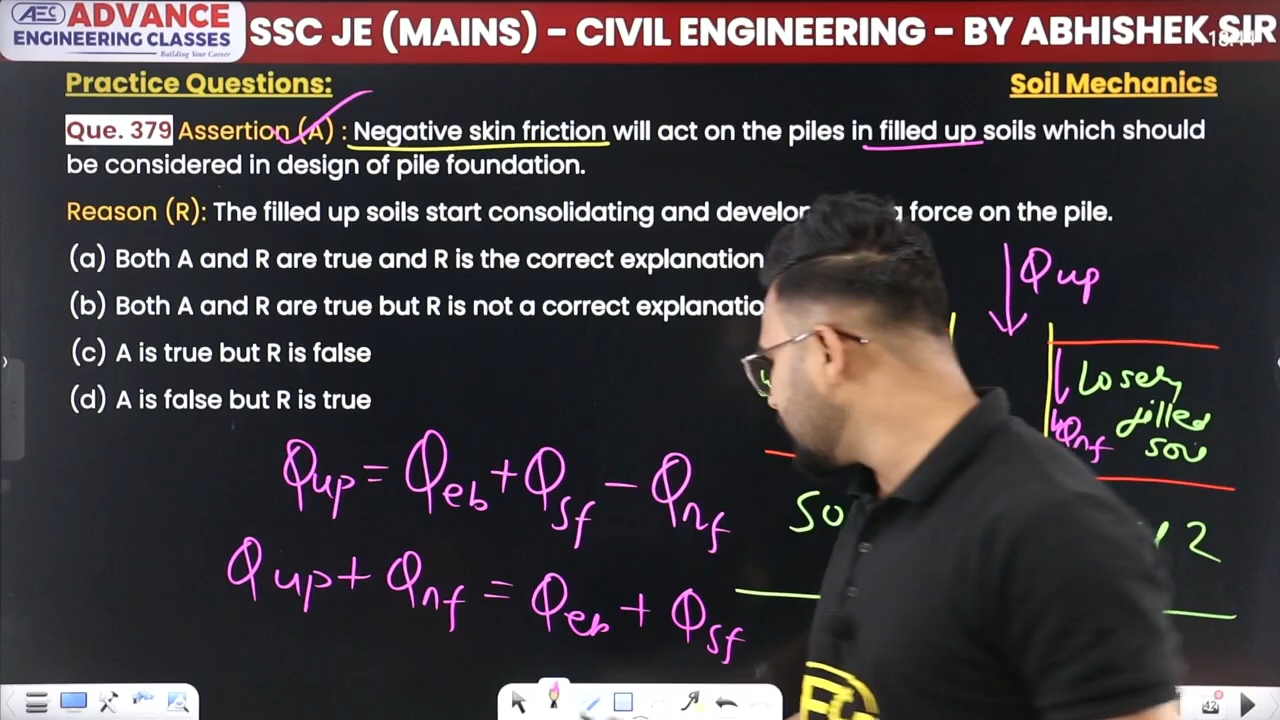 AEC ADVANCE
ENGINEERING CLASSES
Building Your Career
SSC JE (MAINS) - CIVIL ENGINEERING - BY ABHISHEK SIR
Practice Questions:
Soil Mechanics
Que. 379 Assertion (A) : Negative skin friction will act on the piles in filled up soils which should
be considered in design of pile foundation.
Reason (R): The filled up soils start consolidating and develop force on the pile.
(a) Both A and R are true and R is the correct explanation
(b) Both A and R are true but R is not a correct
(c) A is true but R is false
(d) A is false but R is true
Qup
Losely
filled
Qnf soil
Qup = Qeb + Qsf - Qnf
2
Qup + Qnf = Qeb + Qsf
42